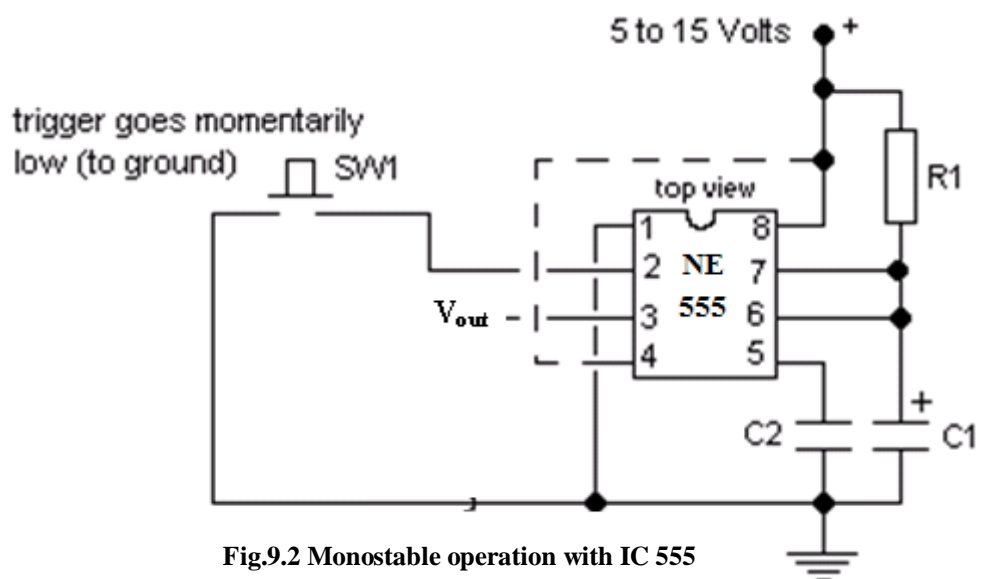 5 to 15 Volts +
trigger goes momentarily
low (to ground) SW1
R1
top view
1 8
2 NE 7
Vout 3 555 6
4 5
+
C2 C1
Fig.9.2 Monostable operation with IC 555